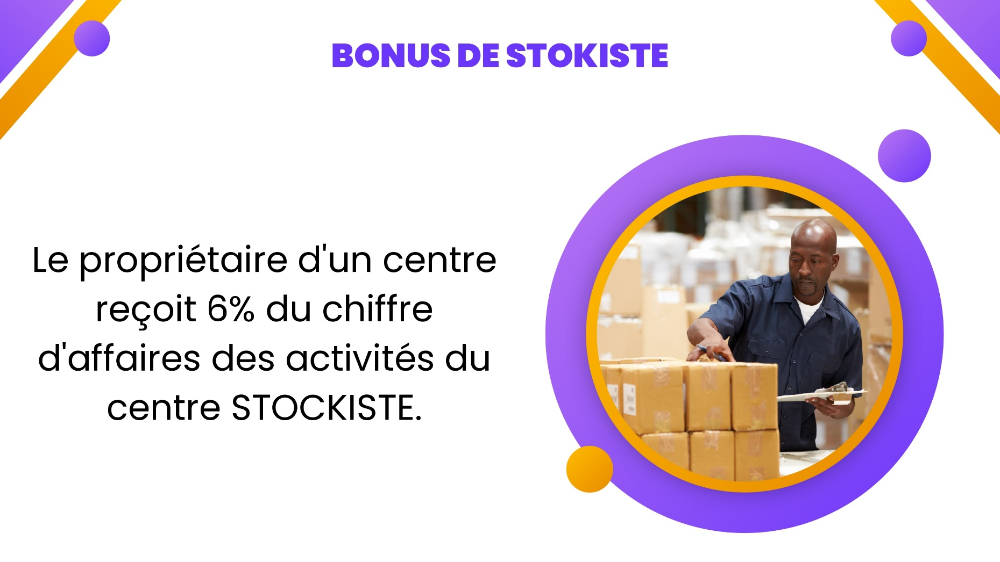 BONUS DE STOKISTE
Le propriétaire d'un centre
reçoit 6% du chiffre
d'affaires des activités du
centre STOCKISTE.